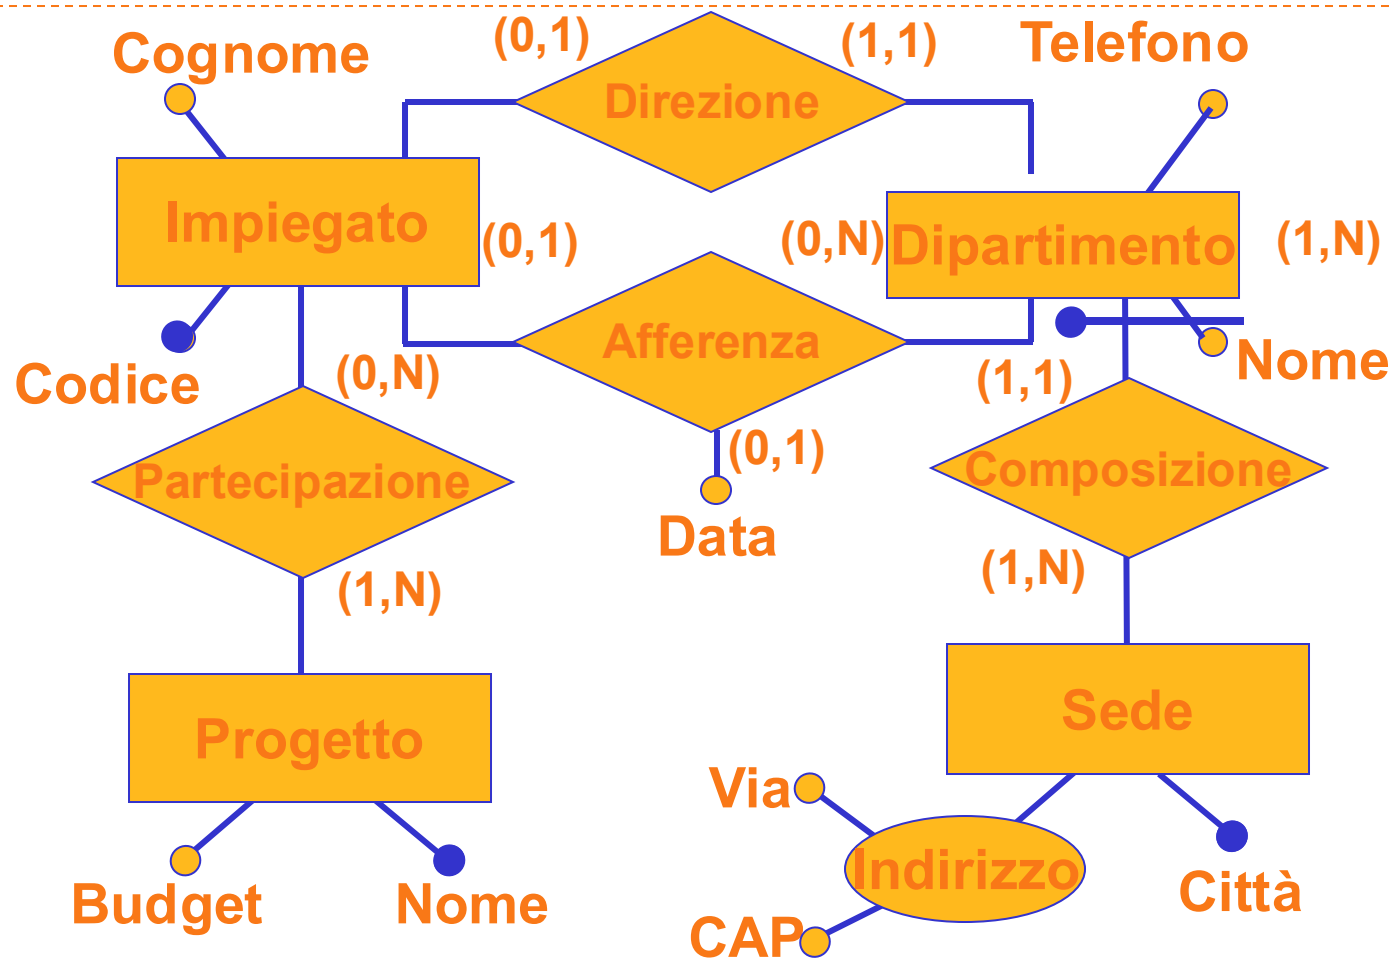 Cognome
(0,1)
(1,1)
Telefono
Direzione
Impiegato
(0,1)
(0,N)
Dipartimento
(1,N)
Afferenza
Codice
(0,N)
(1,1)
Nome
Partecipazione
(0,1)
Composizione
Data
(1,N)
(1,N)
Progetto
Sede
Via
Indirizzo
Budget
Nome
Città
CAP